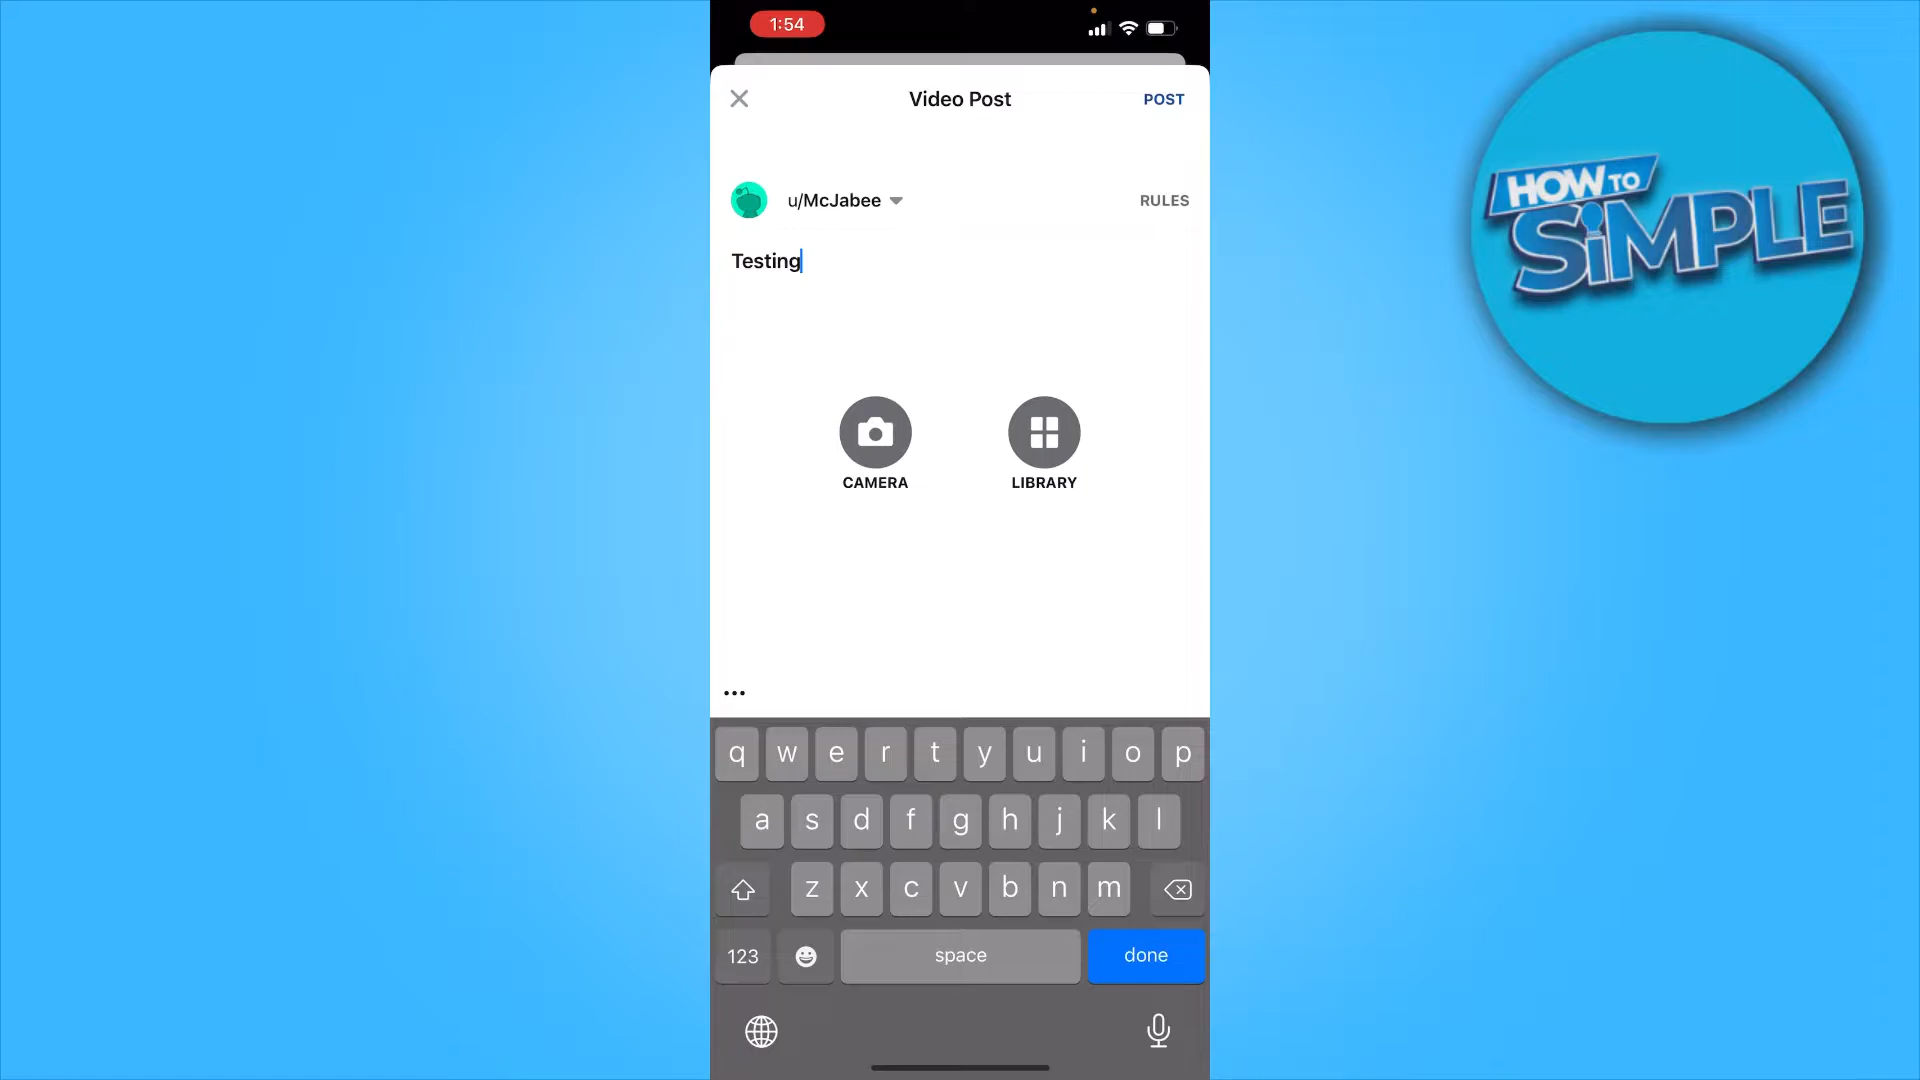 1:54
Video Post
POST
u/McJabee
RULES
Testing
CAMERA
LIBRARY
q w e r t y u i o p
a s d f g h j k l
z x c v b n m
123
space
done
HOW TO
SiMPLE